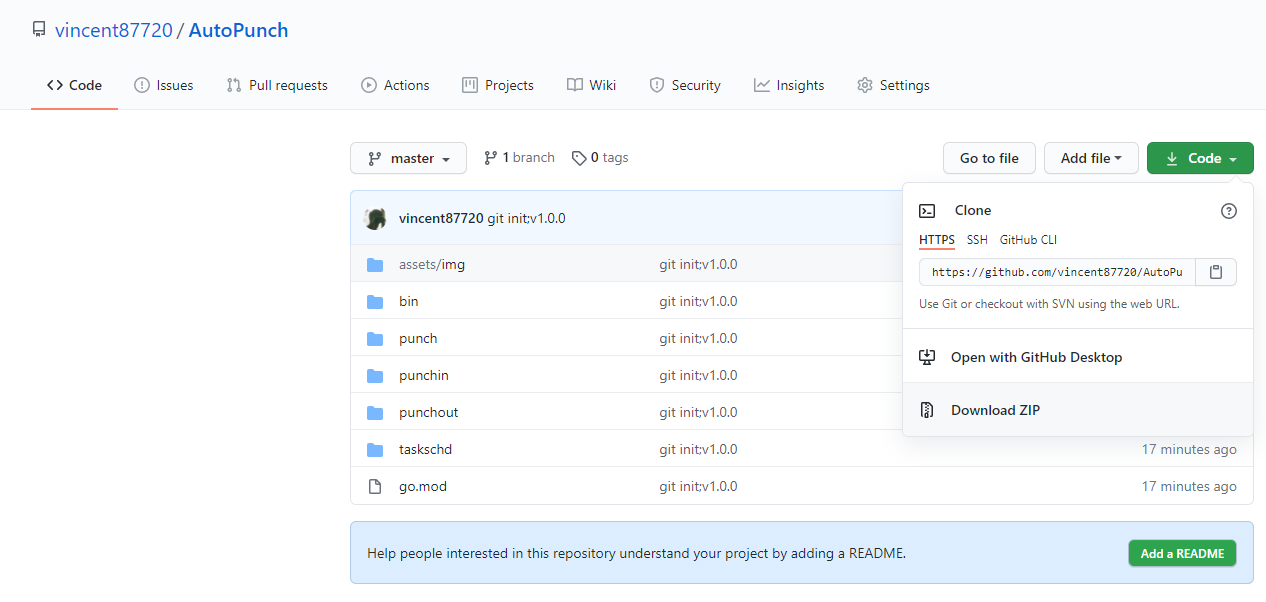 vincent87720 / AutoPunch
Code Issues Pull requests Actions Projects Wiki Security Insights Settings
master 1 branch 0 tags Go to file Add file Code
vincent87720 git init;v1.0.0
Clone
HTTPS SSH GitHub CLI
https://github.com/vincent87720/AutoPu
Use Git or checkout with SVN using the web URL.
Open with GitHub Desktop
Download ZIP
assets/img git init;v1.0.0
bin git init;v1.0.0
punch git init;v1.0.0
punchin git init;v1.0.0
punchout git init;v1.0.0
taskschd git init;v1.0.0 17 minutes ago
go.mod git init;v1.0.0 17 minutes ago
Help people interested in this repository understand your project by adding a README. Add a README